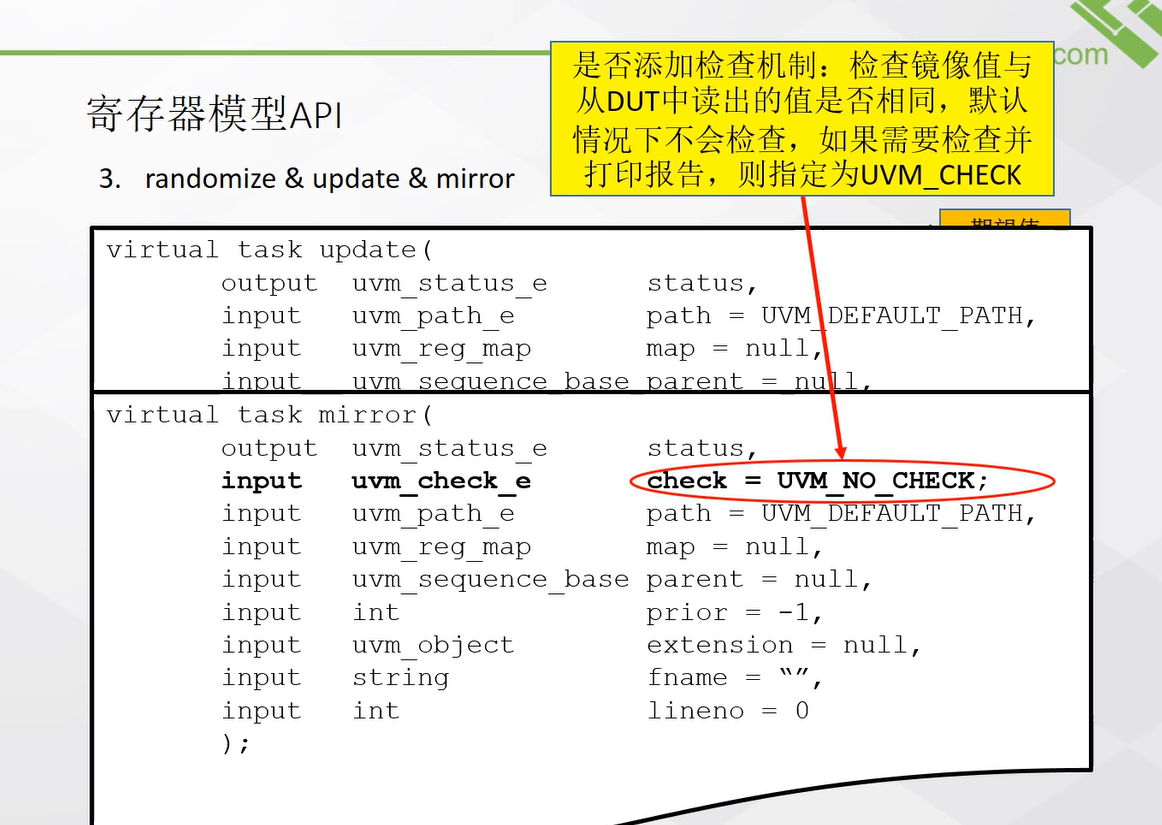 com
是否添加检查机制：检查镜像值与
从DUT中读出的值是否相同，默认
情况下不会检查，如果需要检查并
打印报告，则指定为UVM_CHECK
寄存器模型API
3. randomize & update & mirror
期望值
virtual task update(
output uvm_status_e status,
input uvm_path_e path = UVM_DEFAULT_PATH,
input uvm_reg_map map = null,
input uvm_sequence_base parent = null,
virtual task mirror(
output uvm_status_e status,
input uvm_check_e check = UVM_NO_CHECK;
input uvm_path_e path = UVM_DEFAULT_PATH,
input uvm_reg_map map = null,
input uvm_sequence_base parent = null,
input int prior = -1,
input uvm_object extension = null,
input string fname = “”,
input int lineno = 0
);